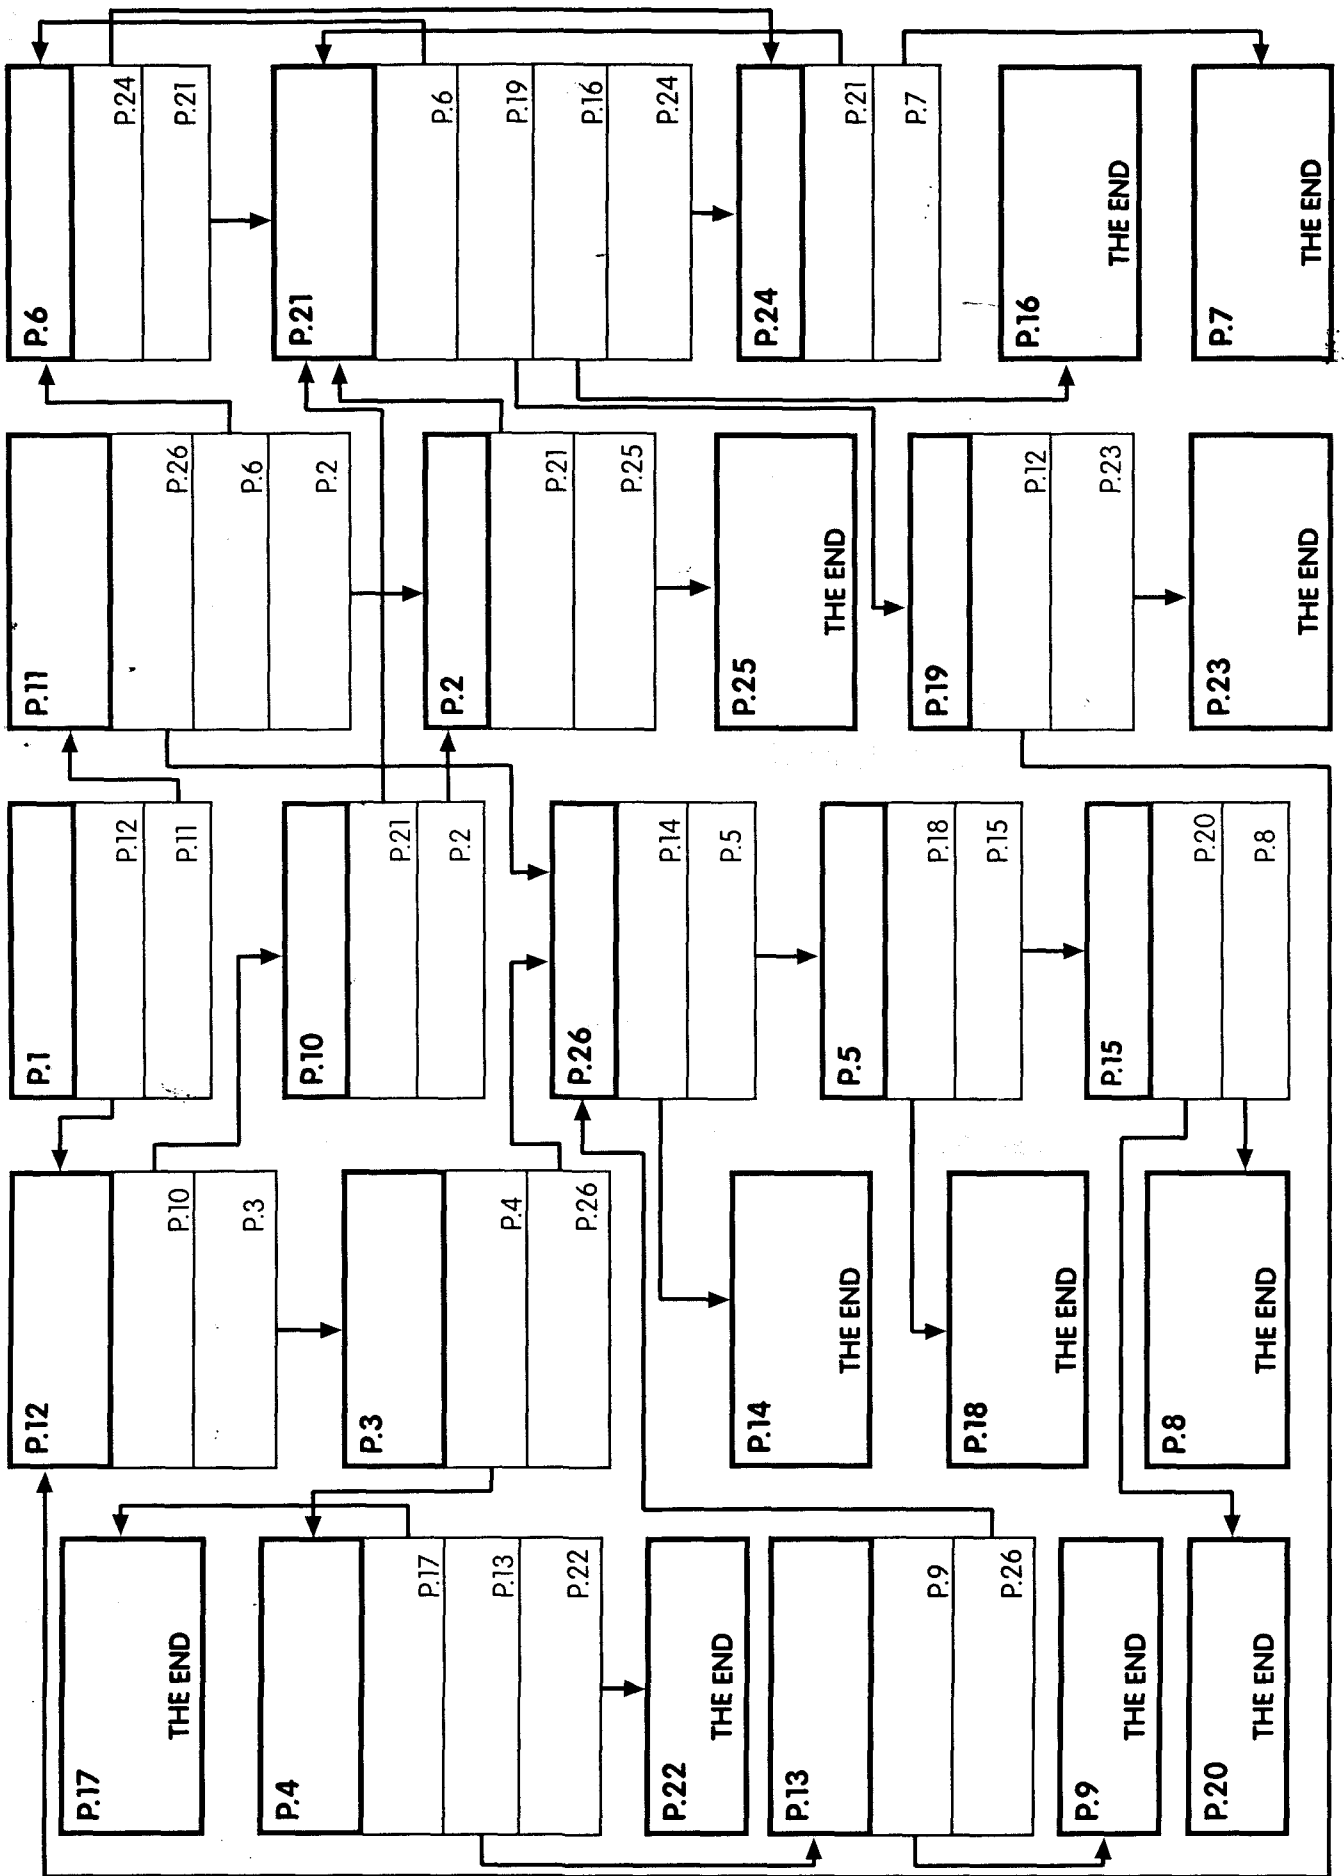 P.17
THE END
P.4
P.17
P.13
P.22
P.22
THE END
P.13
P.9
P.26
P.9
THE END
P.20
THE END
P.12
P.10
P.3
P.3
P.4
P.26
P.14
THE END
P.18
THE END
P.8
THE END
P.1
P.12
P.11
P.10
P.21
P.2
P.26
P.14
P.5
P.5
P.18
P.15
P.15
P.20
P.8
P.11
P.26
P.6
P.2
P.2
P.21
P.25
P.25
THE END
P.19
P.12
P.23
P.23
THE END
P.6
P.24
P.21
P.21
P.6
P.19
P.16
P.24
P.24
P.21
P.7
P.16
THE END
P.7
THE END